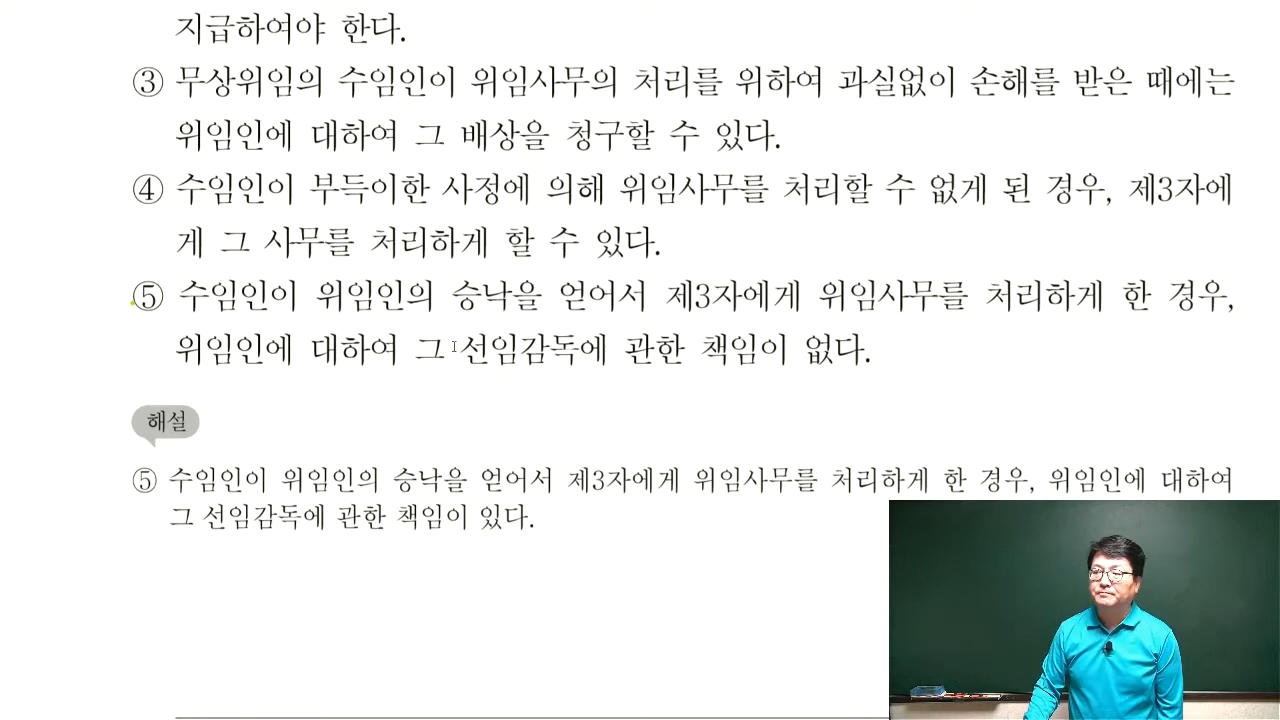 지급하여야 한다.
③ 무상위임의 수임인이 위임사무의 처리를 위하여 과실없이 손해를 받은 때에는
위임인에 대하여 그 배상을 청구할 수 있다.
④ 수임인이 부득이한 사정에 의해 위임사무를 처리할 수 없게 된 경우, 제3자에
게 그 사무를 처리하게 할 수 있다.
⑤ 수임인이 위임인의 승낙을 얻어서 제3자에게 위임사무를 처리하게 한 경우,
위임인에 대하여 그 선임감독에 관한 책임이 없다.
해설
⑤ 수임인이 위임인의 승낙을 얻어서 제3자에게 위임사무를 처리하게 한 경우, 위임인에 대하여
그 선임감독에 관한 책임이 있다.